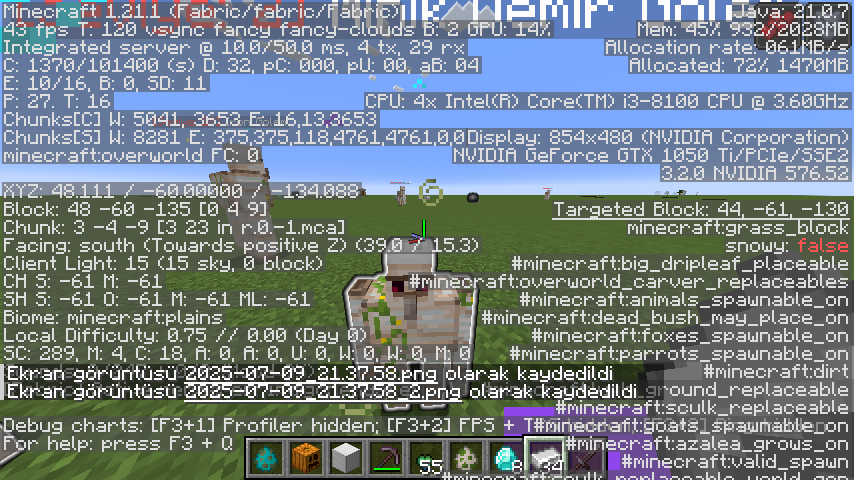 Minecraft 1.21.1 (Fabric/fabric/Fabric)
43 fps T: 120 vsync fancy fancy-clouds B: 2 GPU: 14%
Integrated server @ 10.0/50.0 ms, 4 tx, 29 rx
E: 1370/101400 (s) D: 32, pC: 000, pU: 00, aB: 04
E: 10/16, B: 0, SD: 11
P: 27. T: 16
Chunks[C] W: 5041, 3653 E: 16,13,3653
Chunks[S] W: 8281 E: 375,375,118,4761,4761,0,0
minecraft:overworld FC: 0
XYZ: 48.111 / -60.00000 / -134.088
Block: 48 -60 -135 [0 4 9]
Chunk: 3 -4 -9 [3 23 in r.0.-1.mca]
Facing: south (Towards positive Z) (39.0 / 15.3)
Client Light: 15 (15 sky, 0 block)
CH S: -61 M: -61
SH S: -61 O: -61 M: -61 ML: -61
Biome: minecraft:plains
Local Difficulty: 0.75 // 0.00 (Day 0)
SC: 289, M: 4, C: 18, A: 0, A: 0, U: 0, W: 0, W: 0, M: 0
Ekran görüntüsü 2025-07-09_21.37.58.png olarak kaydedildi
Ekran görüntüsü 2025-07-09_21.37.58_2.png olarak kaydedildi
Debug charts: [F3+1] Profiler hidden; [F3+2] FPS + T
For help: press F3 + Q
Java: 21.0.7
Mem: 45% 932/2028MB
Allocation rate: 061MB/s
Allocated: 72% 1470MB
CPU: 4x Intel(R) Core(TM) i3-8100 CPU @ 3.60GHz
Display: 854x480 (NVIDIA Corporation)
NVIDIA GeForce GTX 1050 Ti/PCIe/SSE2
3.2.0 NVIDIA 576.52
Targeted Block: 44, -61, -130
minecraft:grass_block
snowy: false
#minecraft:big_dripleaf_placeable
#minecraft:overworld_carver_replaceables
#minecraft:animals_spawnable_on
#minecraft:dead_bush_may_place_on
#minecraft:foxes_spawnable_on
#minecraft:parrots_spawnable_on
#minecraft:dirt
ground_replaceable
#minecraft:sculk_replaceable
#minecraft:goats_spawnable_on
#minecraft:azalea_grows_on
#minecraft:valid_spawn
55
8
34